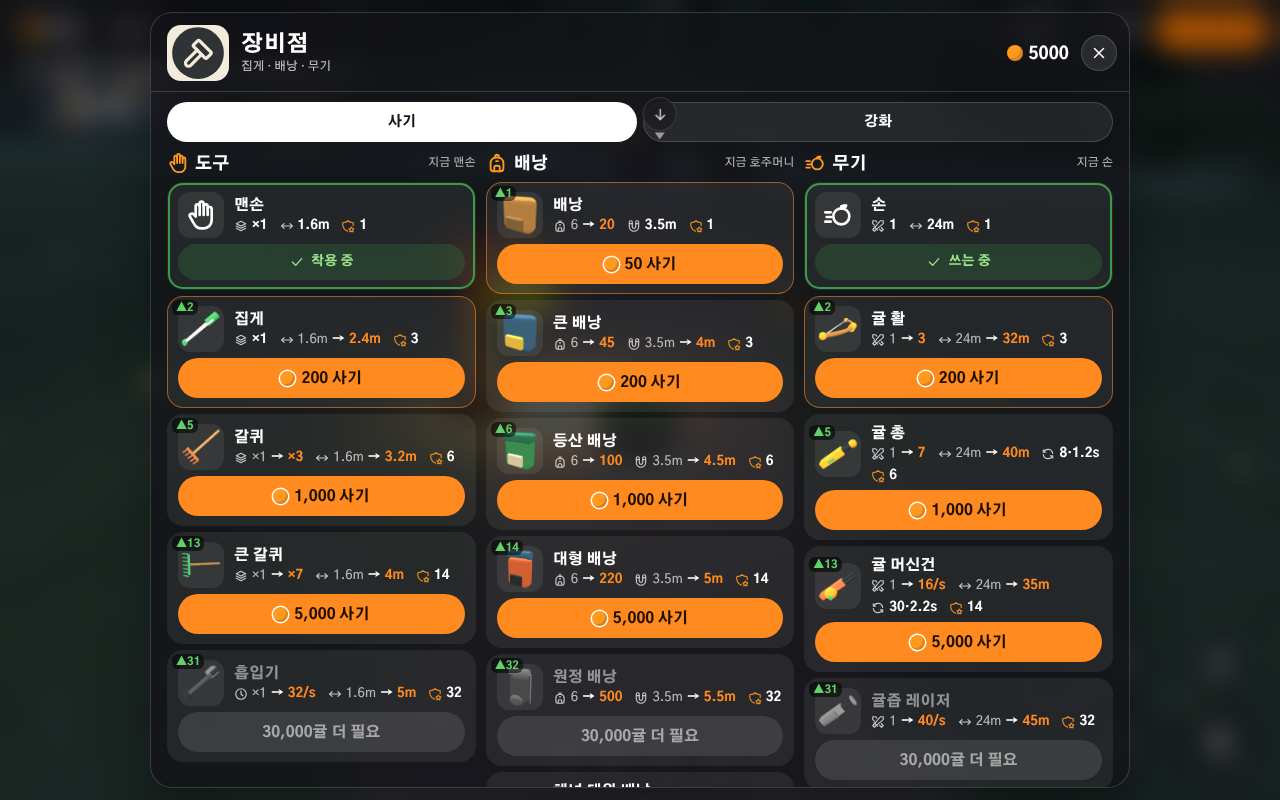 장비점
집게 · 배낭 · 무기
5000
사기
강화
도구
지금 맨손
맨손
×1 ↔ 1.6m 1
✓ 착용 중
▲2
집게
×1 ↔ 1.6m → 2.4m 3
200 사기
▲5
갈퀴
×1 → ×3 ↔ 1.6m → 3.2m 6
1,000 사기
▲13
큰 갈퀴
×1 → ×7 ↔ 1.6m → 4m 14
5,000 사기
▲31
흡입기
×1 → 32/s ↔ 1.6m → 5m 32
30,000귤 더 필요
배낭
지금 호주머니
▲1
배낭
6 → 20 3.5m 1
50 사기
▲3
큰 배낭
6 → 45 3.5m → 4m 3
200 사기
▲6
등산 배낭
6 → 100 3.5m → 4.5m 6
1,000 사기
▲14
대형 배낭
6 → 220 3.5m → 5m 14
5,000 사기
▲32
원정 배낭
6 → 500 3.5m → 5.5m 32
30,000귤 더 필요
무기
지금 손
손
1 ↔ 24m 1
✓ 쓰는 중
▲2
귤 활
1 → 3 ↔ 24m → 32m 3
200 사기
▲5
귤 총
1 → 7 ↔ 24m → 40m 8·1.2s
6
1,000 사기
▲13
귤 머신건
1 → 16/s ↔ 24m → 35m
30·2.2s 14
5,000 사기
▲31
귤즙 레이저
1 → 40/s ↔ 24m → 45m 32
30,000귤 더 필요